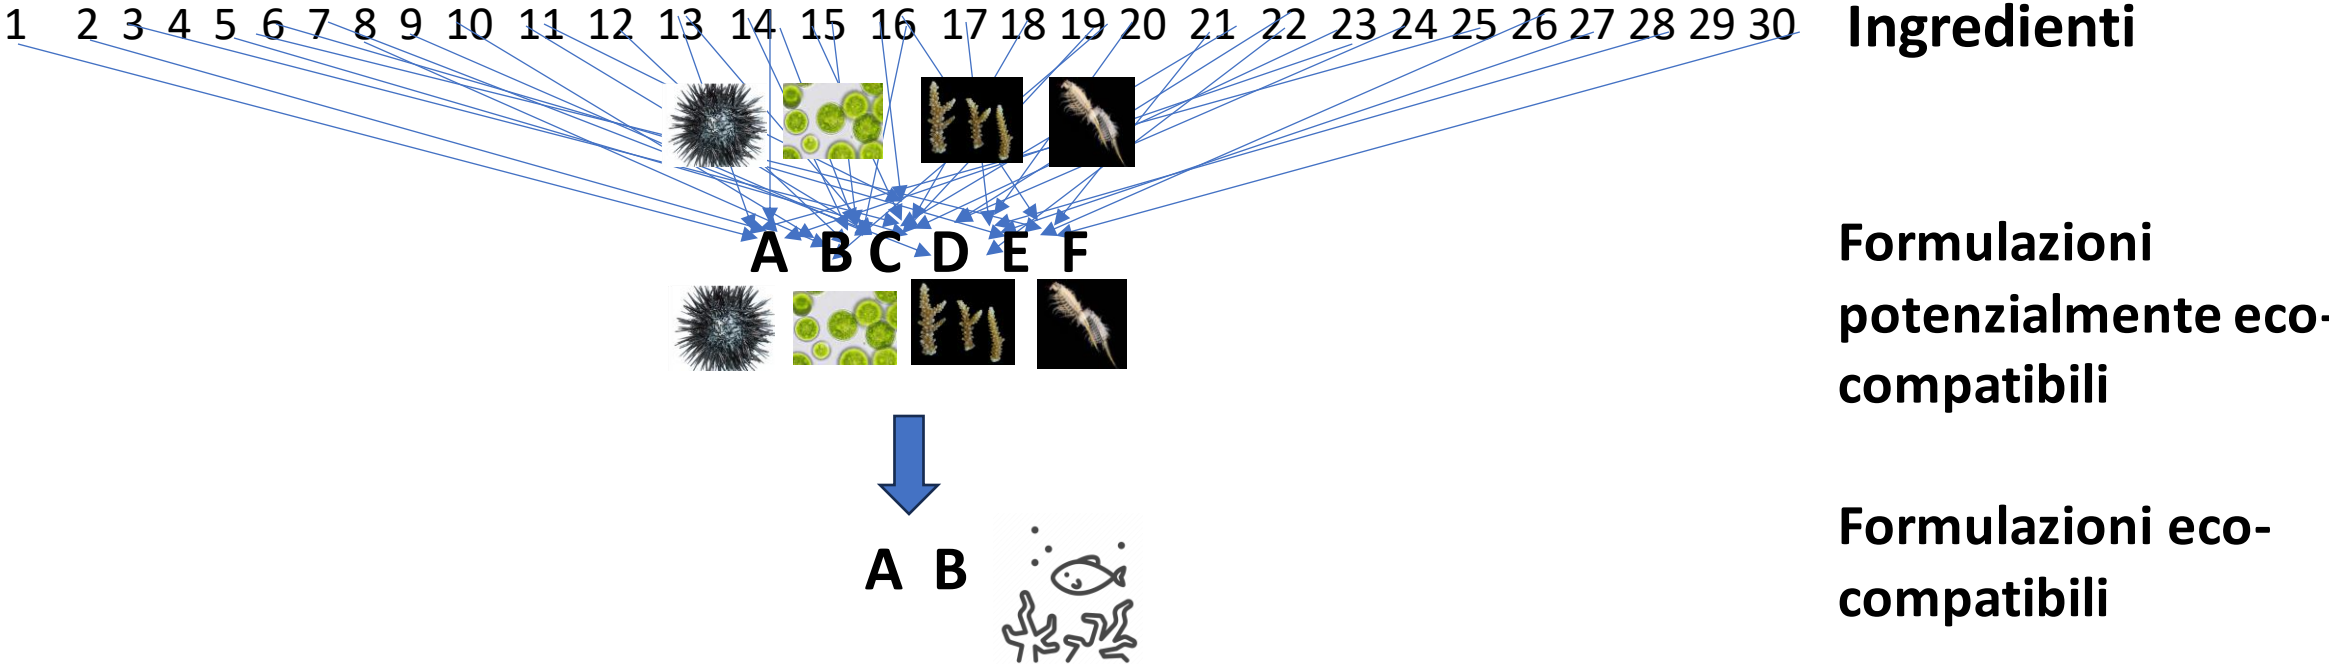 1 2 3 4 5 6 7 8 9 10 11 12 13 14 15 16 17 18 19 20 21 22 23 24 25 26 27 28 29 30 Ingredienti
A B C D E F
Formulazioni
potenzialmente eco-
compatibili
A B
Formulazioni eco-
compatibili